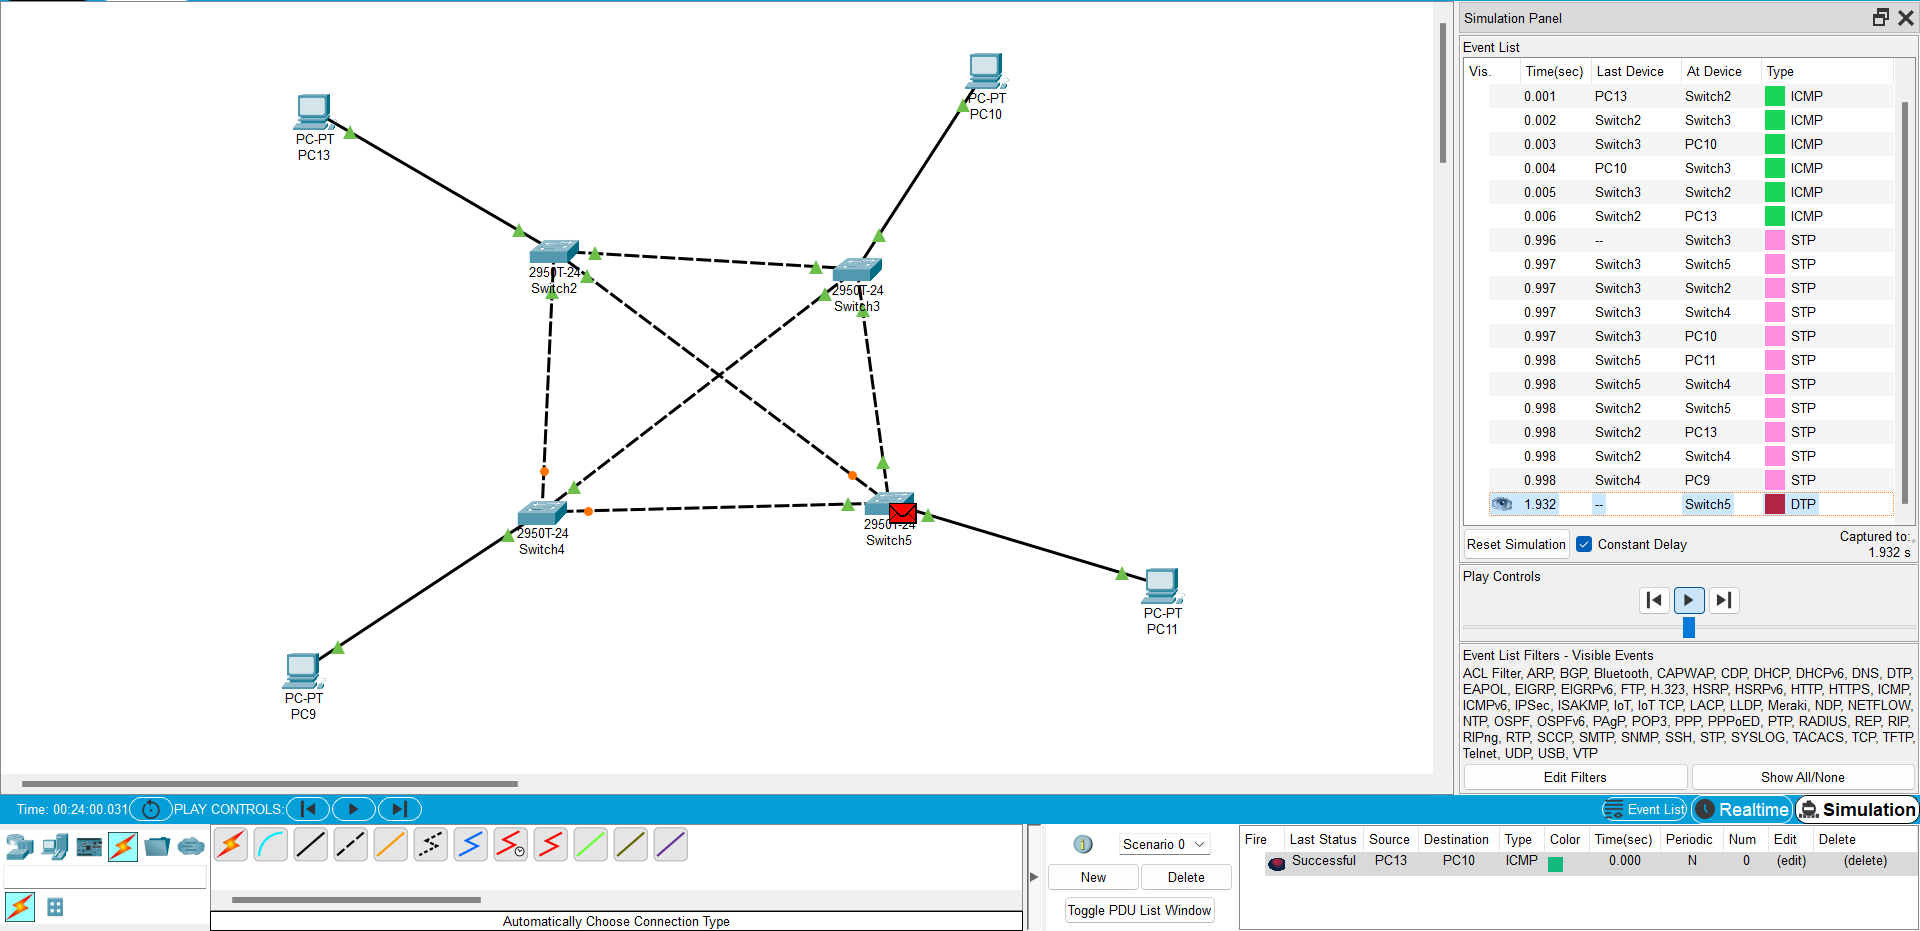 PC-PT
PC13
PC-PT
PC10
2950T-24
Switch2
2950T-24
Switch3
2950T-24
Switch4
2950T-24
Switch5
PC-PT
PC11
PC-PT
PC9
Simulation Panel
Event List
Vis. Time(sec) Last Device At Device Type
0.001 PC13 Switch2 ICMP
0.002 Switch2 Switch3 ICMP
0.003 Switch3 PC10 ICMP
0.004 PC10 Switch3 ICMP
0.005 Switch3 Switch2 ICMP
0.006 Switch2 PC13 ICMP
0.996 -- Switch3 STP
0.997 Switch3 Switch5 STP
0.997 Switch3 Switch2 STP
0.997 Switch3 Switch4 STP
0.997 Switch3 PC10 STP
0.998 Switch5 PC11 STP
0.998 Switch5 Switch4 STP
0.998 Switch2 Switch5 STP
0.998 Switch2 PC13 STP
0.998 Switch2 Switch4 STP
0.998 Switch4 PC9 STP
1.932 -- Switch5 DTP
Reset Simulation Constant Delay Captured to:
1.932 s
Play Controls
Event List Filters - Visible Events
ACL Filter, ARP, BGP, Bluetooth, CAPWAP, CDP, DHCP, DHCPv6, DNS, DTP,
EAPOL, EIGRP, EIGRPv6, FTP, H.323, HSRP, HSRPv6, HTTP, HTTPS, ICMP,
ICMPv6, IPSec, ISAKMP, IoT, IoT TCP, LACP, LLDP, Meraki, NDP, NETFLOW,
NTP, OSPF, OSPFv6, PAgP, POP3, PPP, PPPoED, PTP, RADIUS, REP, RIP,
RIPng, RTP, SCCP, SMTP, SNMP, SSH, STP, SYSLOG, TACACS, TCP, TFTP,
Telnet, UDP, USB, VTP
Edit Filters Show All/None
Time: 00:24:00.031 PLAY CONTROLS: Event List Realtime Simulation
Automatically Choose Connection Type
Scenario 0
New Delete
Toggle PDU List Window
Fire Last Status Source Destination Type Color Time(sec) Periodic Num Edit Delete
Successful PC13 PC10 ICMP 0.000 N 0 (edit) (delete)